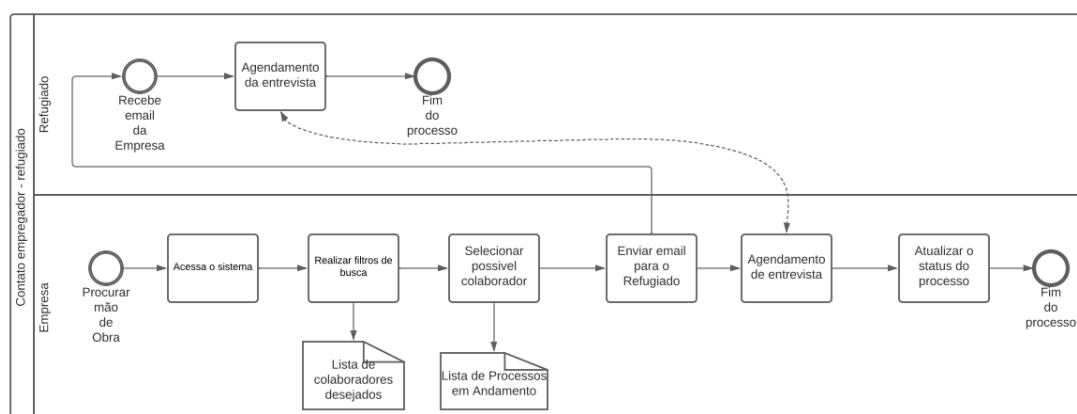 Contato empregador - refugiado
Refugiado
Recebe
email
da
Empresa
Agendamento
da entrevista
Fim
do
processo
Empresa
Procurar
mão
de
Obra
Acessa o sistema
Realizar filtros de
busca
Selecionar
possivel
colaborador
Enviar email
para o
Refugiado
Agendamento
de entrevista
Atualizar o
status do
processo
Fim
do
processo
Lista de
colaboradores
desejados
Lista de Processos
em Andamento